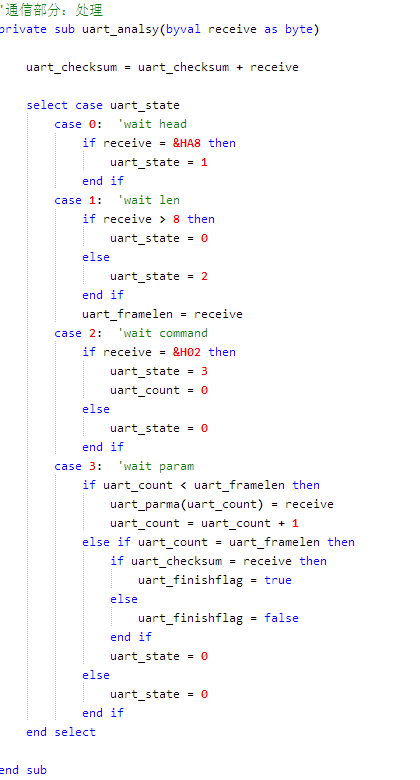 '通信部分：处理
private sub uart_analsy(byval receive as byte)
uart_checksum = uart_checksum + receive
select case uart_state
case 0:  'wait head
if receive = &HA8 then
uart_state = 1
end if
case 1:  'wait len
if receive > 8 then
uart_state = 0
else
uart_state = 2
end if
uart_framelen = receive
case 2:  'wait command
if receive = &H02 then
uart_state = 3
uart_count = 0
else
uart_state = 0
end if
case 3:  'wait param
if uart_count < uart_framelen then
uart_parma(uart_count) = receive
uart_count = uart_count + 1
else if uart_count = uart_framelen then
if uart_checksum = receive then
uart_finishflag = true
else
uart_finishflag = false
end if
uart_state = 0
else
uart_state = 0
end if
end select
end sub